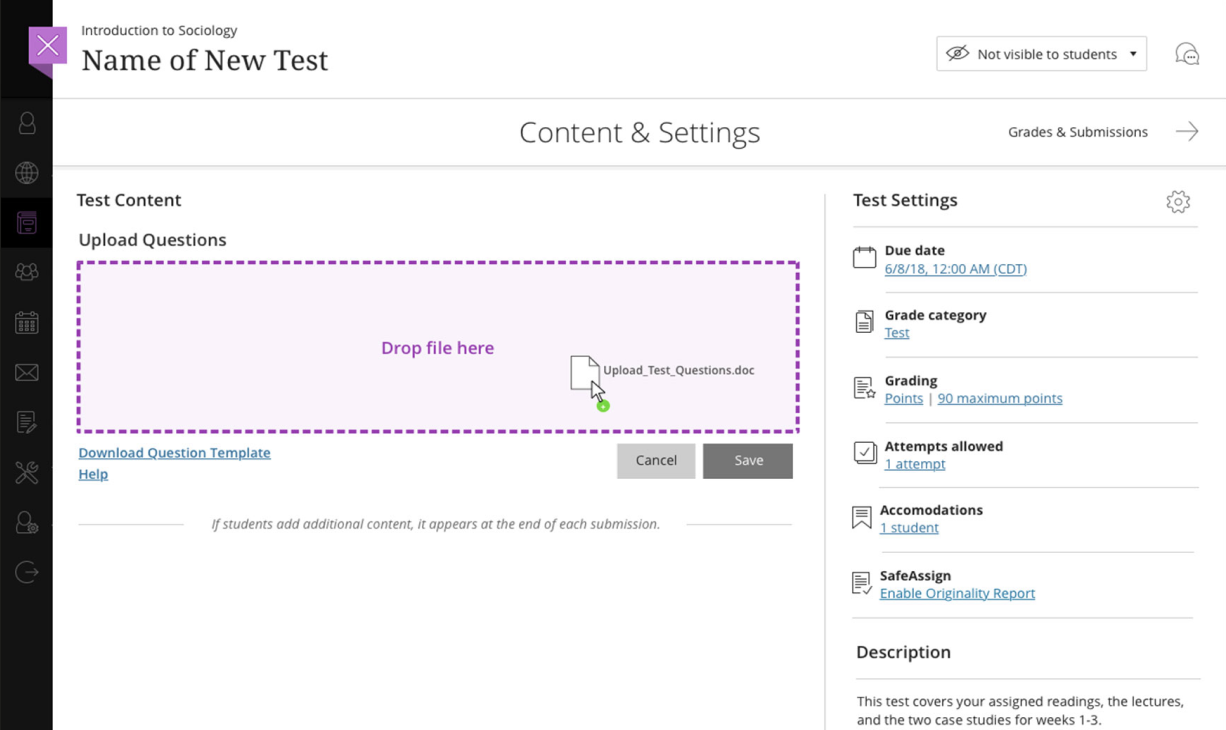 Introduction to Sociology
Name of New Test
Not visible to students
Content & Settings
Grades & Submissions
Test Content
Upload Questions
Drop file here
Upload_Test_Questions.doc
Download Question Template
Help
Cancel
Save
If students add additional content, it appears at the end of each submission.
Test Settings
Due date
6/8/18, 12:00 AM (CDT)
Grade category
Test
Grading
Points | 90 maximum points
Attempts allowed
1 attempt
Accomodations
1 student
SafeAssign
Enable Originality Report
Description
This test covers your assigned readings, the lectures,
and the two case studies for weeks 1-3.